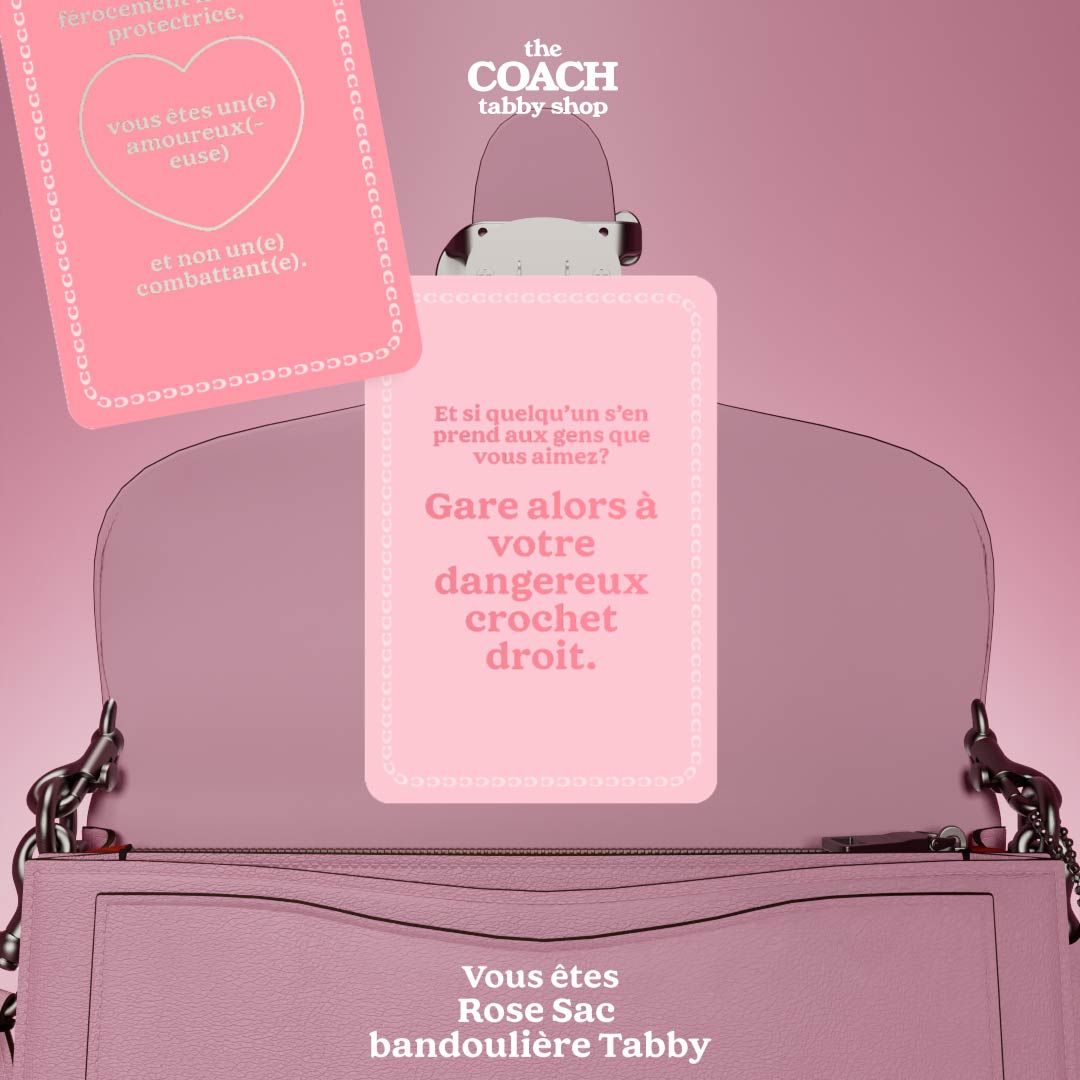 the
COACH
tabby shop
férocement
protectrice,
vous êtes un(e)
amoureux(-
euse)
et non un(e)
combattant(e).
Et si quelqu’un s’en
prend aux gens que
vous aimez?
Gare alors à
votre
dangereux
crochet
droit.
Vous êtes
Rose Sac
bandoulière Tabby